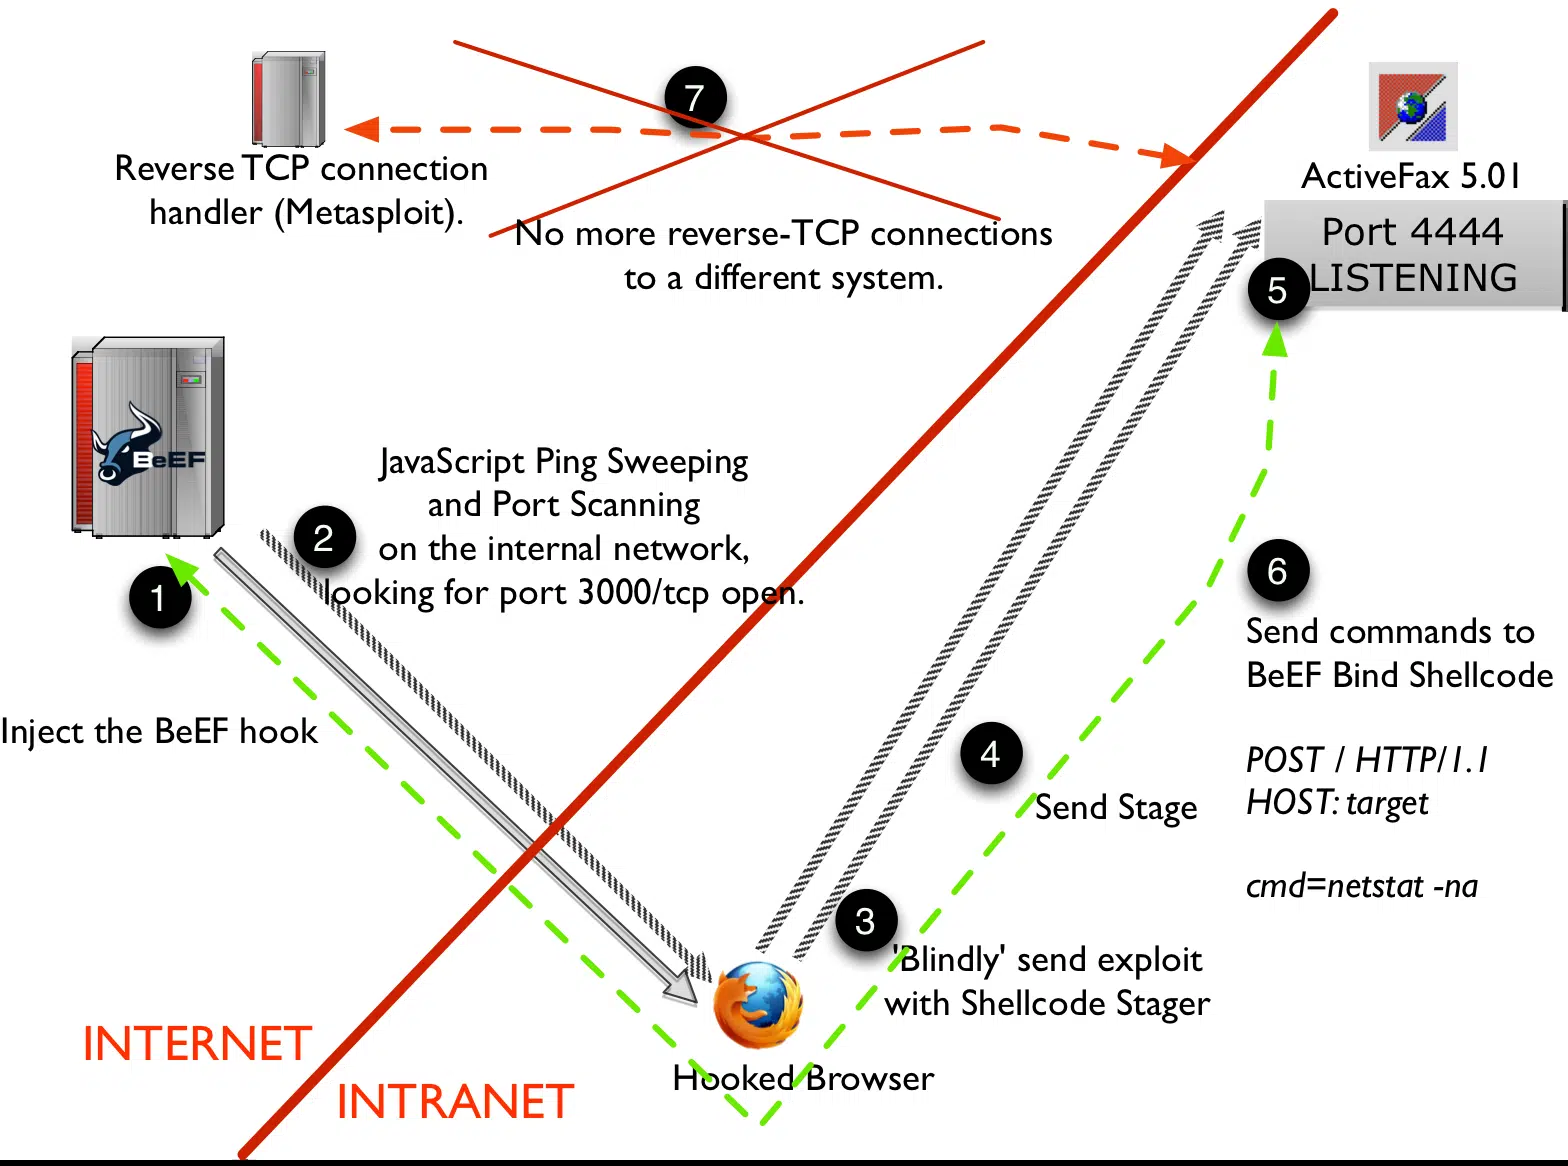 7
Reverse TCP connection
handler (Metasploit).
No more reverse-TCP connections
to a different system.
ActiveFax 5.01
Port 4444
LISTENING
5
BeEF
JavaScript Ping Sweeping
and Port Scanning
on the internal network,
looking for port 3000/tcp open.
2
1
Inject the BeEF hook
6
Send commands to
BeEF Bind Shellcode
POST / HTTP/1.1
HOST: target
cmd=netstat -na
4
Send Stage
3
'Blindly' send exploit
with Shellcode Stager
Hooked Browser
INTERNET
INTRANET